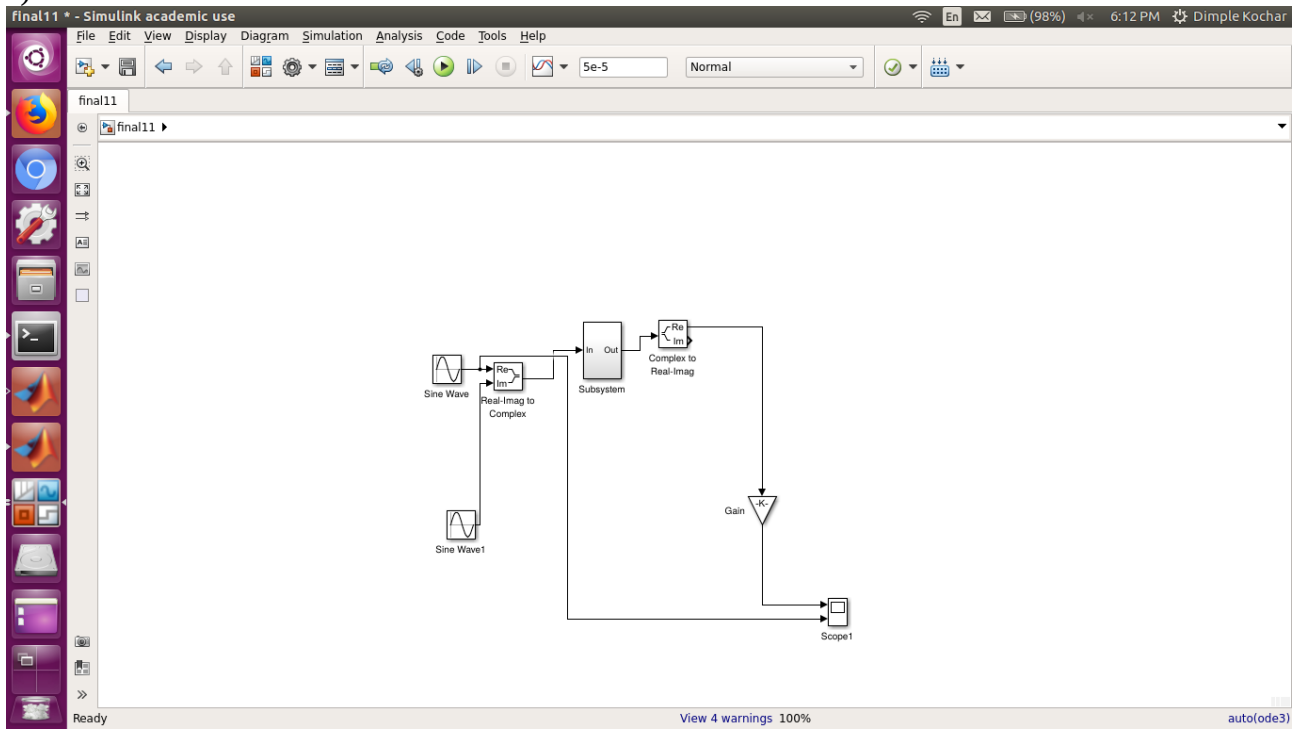 final11 * - Simulink academic use
En (98%) 6:12 PM Dimple Kochar
File Edit View Display Diagram Simulation Analysis Code Tools Help
5e-5 Normal
final11
final11
Re
Im
In Out
Complex to
Real-Imag
Re
Im
Sine Wave
Subsystem
Real-Imag to
Complex
-K-
Gain
Sine Wave1
Scope1
Ready View 4 warnings 100% auto(ode3)